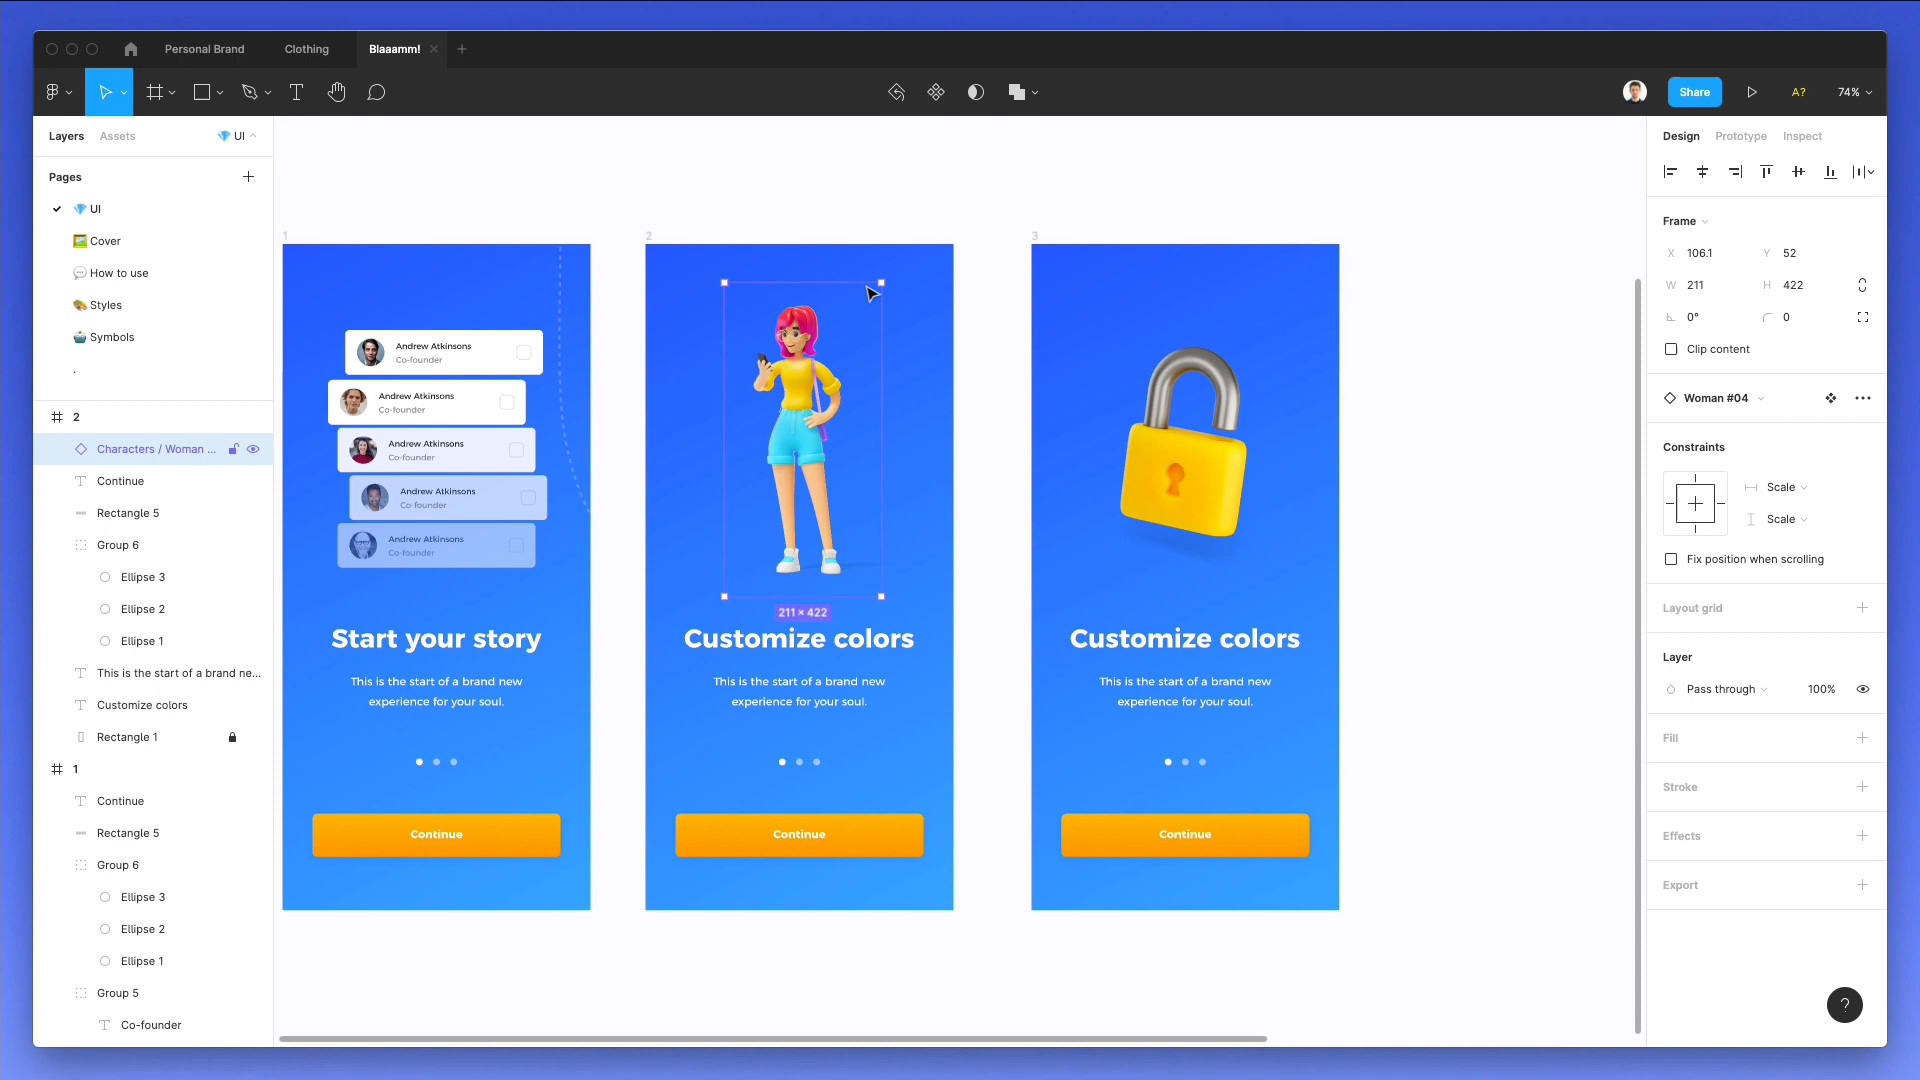 Personal Brand
Clothing
Blaaamm!
Share
A?
74%
Layers
Assets
UI
Pages
UI
Cover
How to use
Styles
Symbols
.
2
Characters / Woman ...
Continue
Rectangle 5
Group 6
Ellipse 3
Ellipse 2
Ellipse 1
This is the start of a brand ne...
Customize colors
Rectangle 1
1
Continue
Rectangle 5
Group 6
Ellipse 3
Ellipse 2
Ellipse 1
Group 5
Co-founder
1
Andrew Atkinsons
Co-founder
Andrew Atkinsons
Co-founder
Andrew Atkinsons
Co-founder
Andrew Atkinsons
Co-founder
Andrew Atkinsons
Co-founder
Start your story
This is the start of a brand new
experience for your soul.
Continue
2
211 × 422
Customize colors
This is the start of a brand new
experience for your soul.
Continue
3
Customize colors
This is the start of a brand new
experience for your soul.
Continue
Design
Prototype
Inspect
Frame
X 106.1 Y 52
W 211 H 422
0° 0
Clip content
Woman #04
Constraints
Scale
Scale
Fix position when scrolling
Layout grid
Layer
Pass through 100%
Fill
Stroke
Effects
Export
?